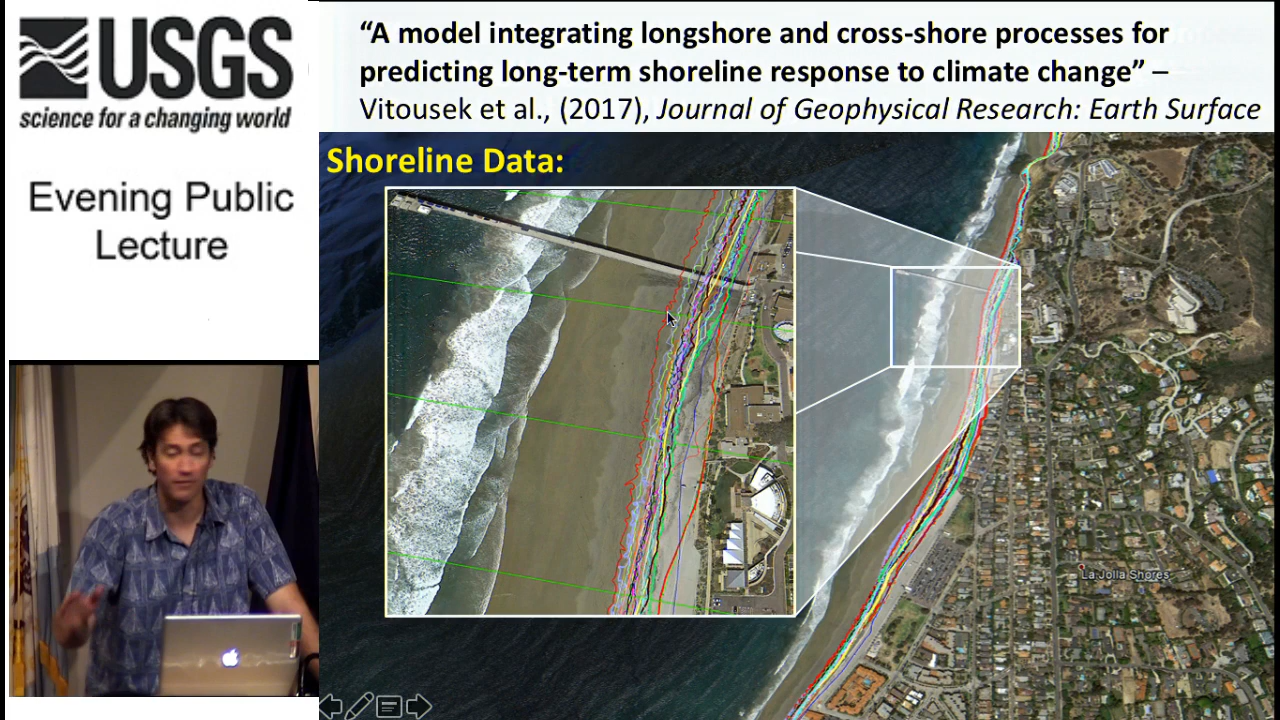 USGS
science for a changing world
Evening Public
Lecture
“A model integrating longshore and cross-shore processes for
predicting long-term shoreline response to climate change” –
Vitousek et al., (2017), Journal of Geophysical Research: Earth Surface
Shoreline Data:
La Jolla Shores